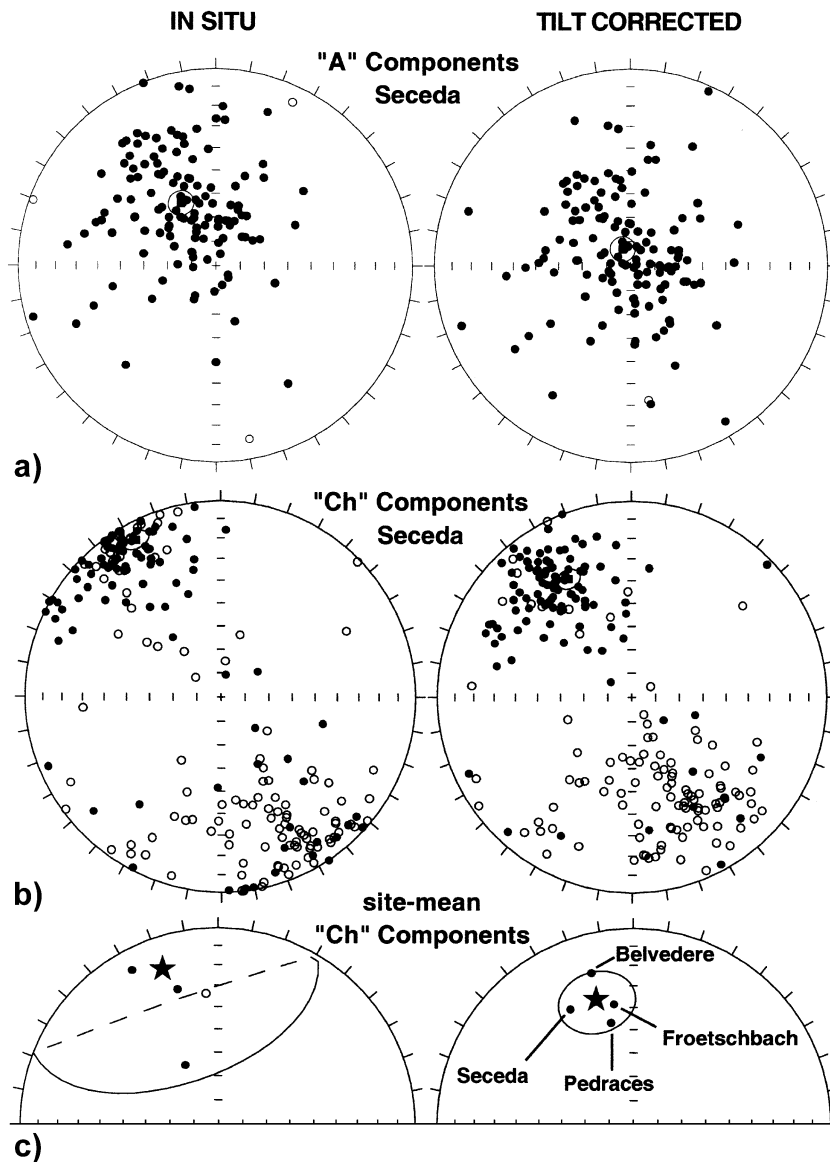 IN SITU
TILT CORRECTED
"A" Components
Seceda
a)
"Ch" Components
Seceda
b)
site-mean
"Ch" Components
Belvedere
Froetschbach
Seceda
Pedraces
c)